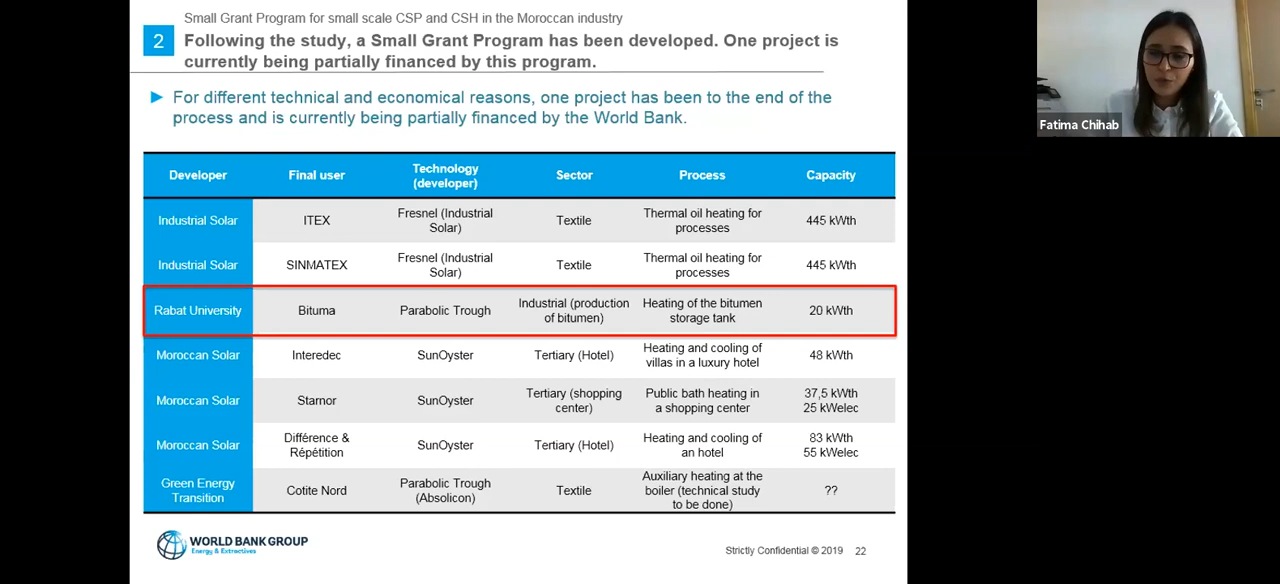 Small Grant Program for small scale CSP and CSH in the Moroccan industry
2
Following the study, a Small Grant Program has been developed. One project is
currently being partially financed by this program.
For different technical and economical reasons, one project has been to the end of the
process and is currently being partially financed by the World Bank.
Developer
Final user
Technology
(developer)
Sector
Process
Capacity
Industrial Solar
ITEX
Fresnel (Industrial
Solar)
Textile
Thermal oil heating for
processes
445 kWth
Industrial Solar
SINMATEX
Fresnel (Industrial
Solar)
Textile
Thermal oil heating for
processes
445 kWth
Rabat University
Bituma
Parabolic Trough
Industrial (production
of bitumen)
Heating of the bitumen
storage tank
20 kWth
Moroccan Solar
Interedec
SunOyster
Tertiary (Hotel)
Heating and cooling of
villas in a luxury hotel
48 kWth
Moroccan Solar
Starnor
SunOyster
Tertiary (shopping
center)
Public bath heating in
a shopping center
37,5 kWth
25 kWelec
Moroccan Solar
Différence &
Répétition
SunOyster
Tertiary (Hotel)
Heating and cooling of
an hotel
83 kWth
55 kWelec
Green Energy
Transition
Cotite Nord
Parabolic Trough
(Absolicon)
Textile
Auxiliary heating at the
boiler (technical study
to be done)
??
WORLD BANK GROUP
Energy & Extractives
Strictly Confidential © 2019 22
Fatima Chihab